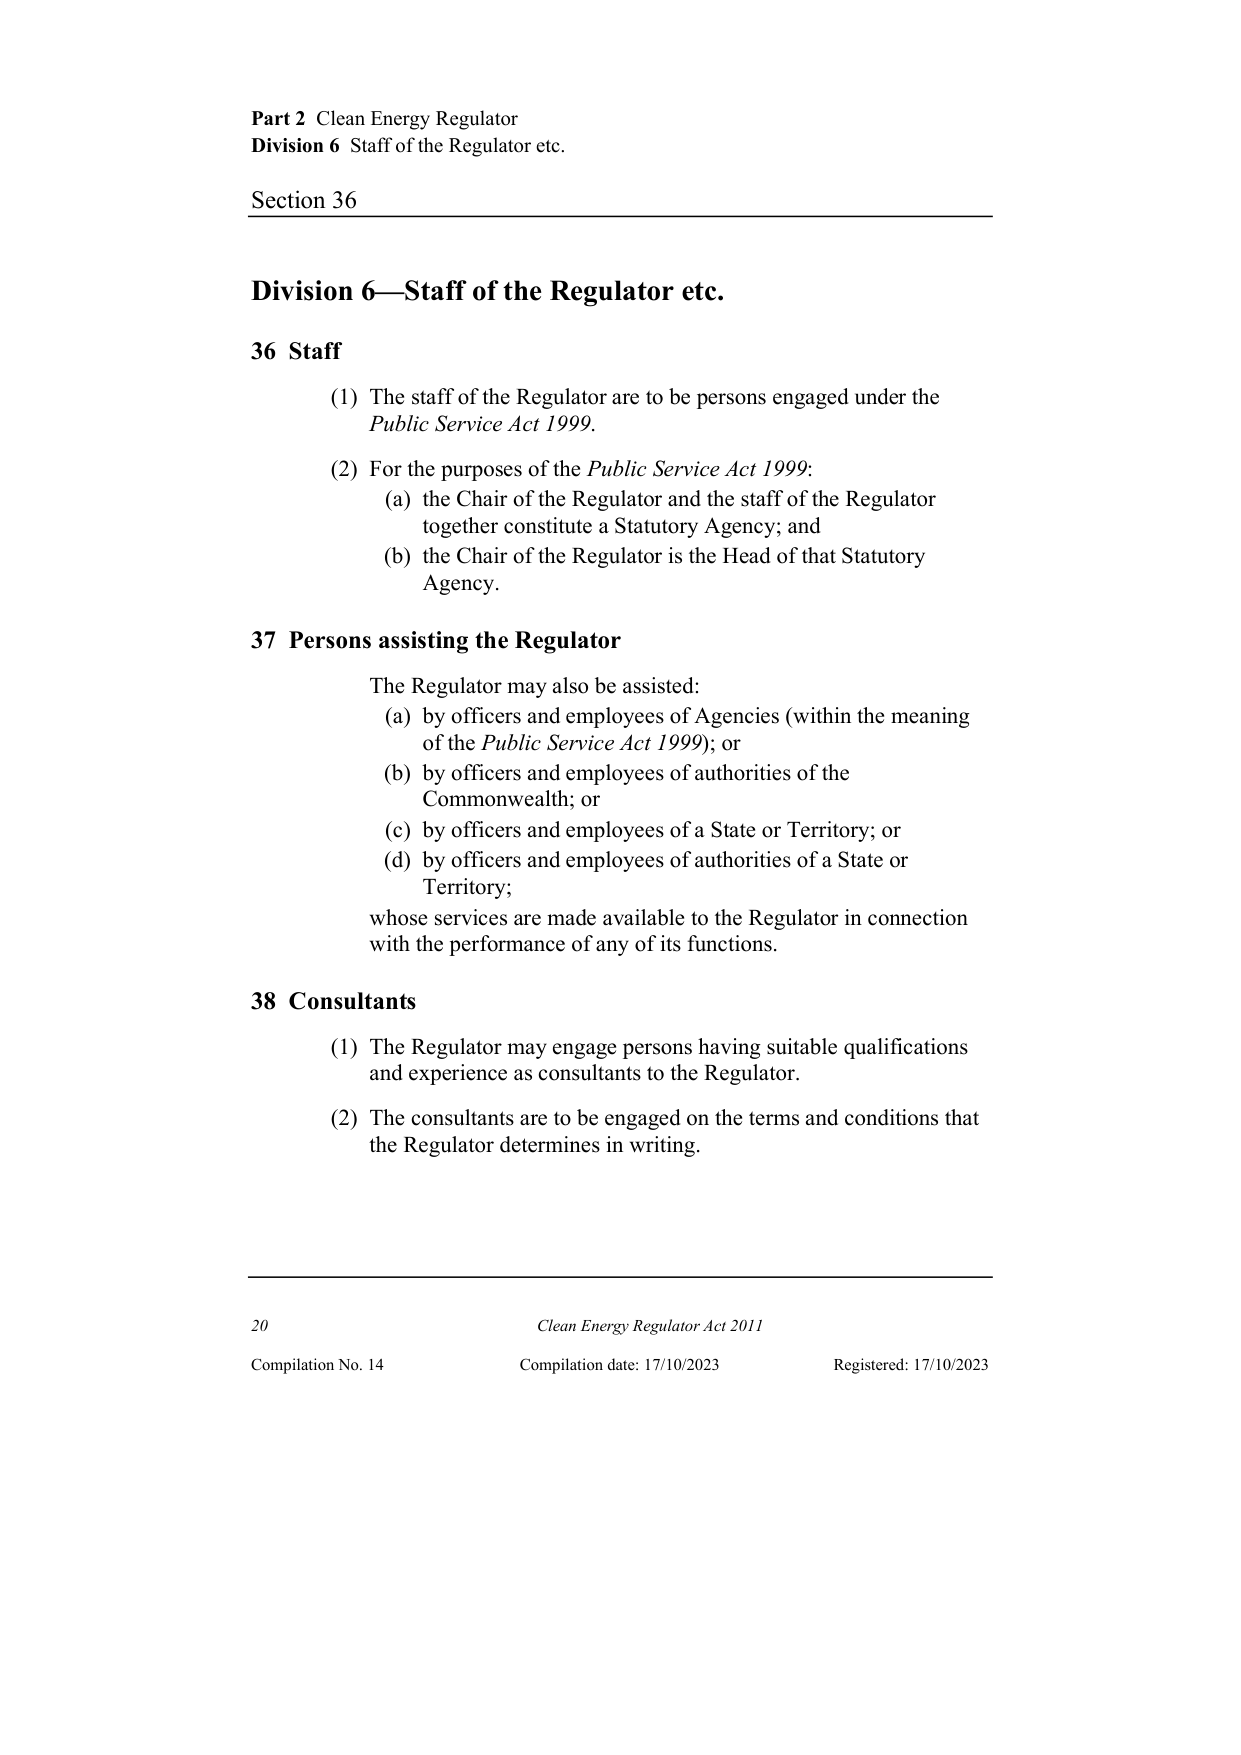 Part 2 Clean Energy Regulator
Division 6 Staff of the Regulator etc.
Section 36
Division 6—Staff of the Regulator etc.
36 Staff
(1) The staff of the Regulator are to be persons engaged under the
Public Service Act 1999.
(2) For the purposes of the Public Service Act 1999:
(a) the Chair of the Regulator and the staff of the Regulator
together constitute a Statutory Agency; and
(b) the Chair of the Regulator is the Head of that Statutory
Agency.
37 Persons assisting the Regulator
The Regulator may also be assisted:
(a) by officers and employees of Agencies (within the meaning
of the Public Service Act 1999); or
(b) by officers and employees of authorities of the
Commonwealth; or
(c) by officers and employees of a State or Territory; or
(d) by officers and employees of authorities of a State or
Territory;
whose services are made available to the Regulator in connection
with the performance of any of its functions.
38 Consultants
(1) The Regulator may engage persons having suitable qualifications
and experience as consultants to the Regulator.
(2) The consultants are to be engaged on the terms and conditions that
the Regulator determines in writing.
20 Clean Energy Regulator Act 2011
Compilation No. 14 Compilation date: 17/10/2023 Registered: 17/10/2023